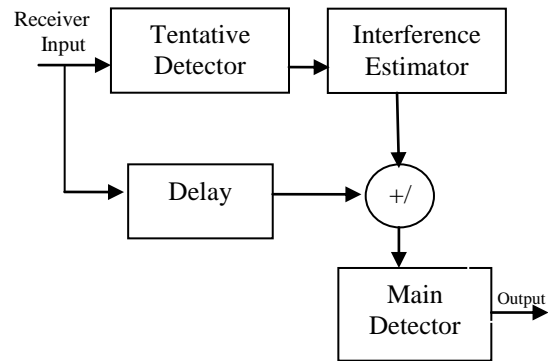 Receiver
Input
Tentative
Detector
Interference
Estimator
Delay
+/
Main
Detector
Output